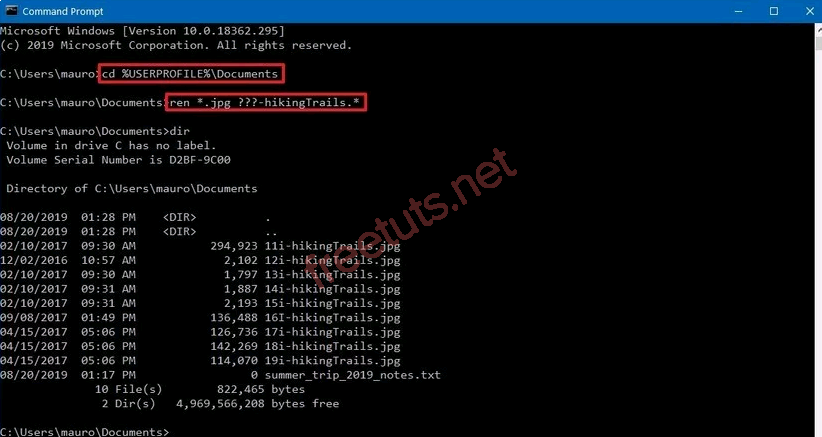 Command Prompt
Microsoft Windows [Version 10.0.18362.295]
(c) 2019 Microsoft Corporation. All rights reserved.
C:\Users\mauro>cd %USERPROFILE%\Documents
C:\Users\mauro\Documents>ren *.jpg ???-hikingTrails.*
C:\Users\mauro\Documents>dir
 Volume in drive C has no label.
 Volume Serial Number is D2BF-9C00
 Directory of C:\Users\mauro\Documents
08/20/2019  01:28 PM    <DIR>          .
08/20/2019  01:28 PM    <DIR>          ..
02/10/2017  09:30 AM           294,923 11i-hikingTrails.jpg
12/02/2016  10:57 AM             2,102 12i-hikingTrails.jpg
02/10/2017  09:30 AM             1,797 13i-hikingTrails.jpg
02/10/2017  09:31 AM             1,887 14i-hikingTrails.jpg
02/10/2017  09:31 AM             2,193 15i-hikingTrails.jpg
09/08/2017  01:49 PM           136,488 16I-hikingTrails.jpg
04/15/2017  05:06 PM           126,736 17i-hikingTrails.jpg
04/15/2017  05:06 PM           142,269 18i-hikingTrails.jpg
04/15/2017  05:06 PM           114,070 19i-hikingTrails.jpg
08/20/2019  01:17 PM                 0 summer_trip_2019_notes.txt
              10 File(s)        822,465 bytes
               2 Dir(s)   4,969,566,208 bytes free
C:\Users\mauro\Documents>
freetuts.net